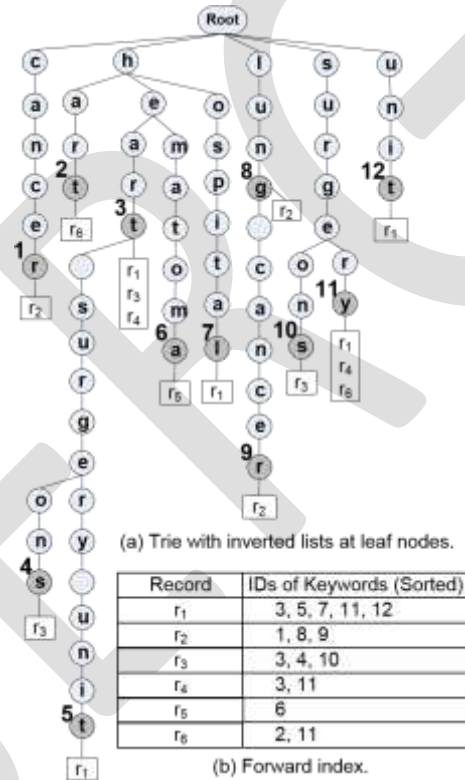 Root
c h l s u
a a e o u u n
n r a m s n r i
2 8 12
c t r a p g g t
3 r₂
e r₆ t t i e r₁
1
r r₁ o t c o r
11
r₂ s r₃ m a a n y
r₄
6 7 10
u a l n s r₁
r r₅ r₁ c r₃ r₄
r₆
g e
9
e r
o r r₂
n y (a) Trie with inverted lists at leaf nodes.
4
s
r₃ u
n
i
5
t
r₁
Record IDs of Keywords (Sorted)
r₁ 3, 5, 7, 11, 12
r₂ 1, 8, 9
r₃ 3, 4, 10
r₄ 3, 11
r₅ 6
r₆ 2, 11
(b) Forward index.